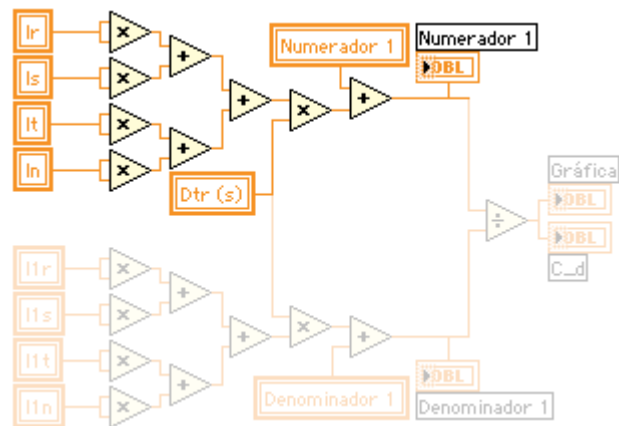 Ir
Is
It
In
Numerador 1
Numerador 1
DBL
Dtr (s)
Gráfica
DBL
DBL
C_d
I1r
I1s
I1t
I1n
Denominador 1
DBL
Denominador 1